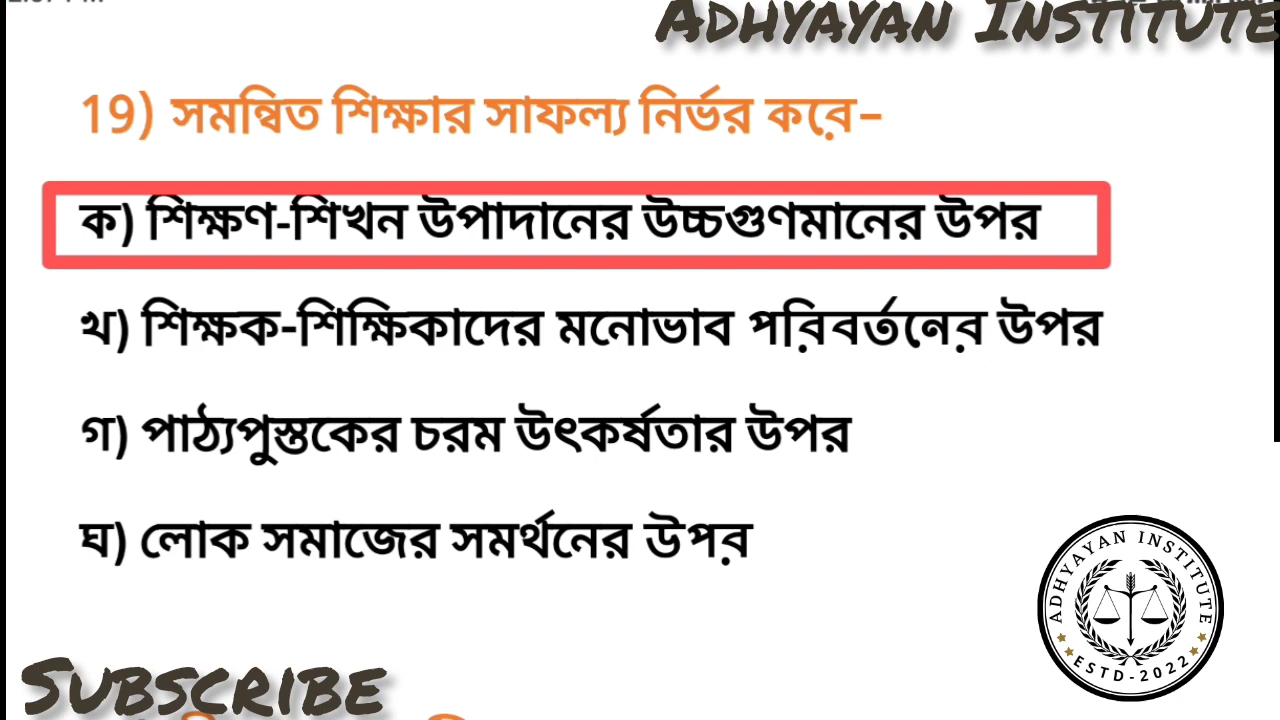 ADHYAYAN INSTITUTE
19) সমন্বিত শিক্ষার সাফল্য নির্ভর করে–
ক) শিক্ষণ-শিখন উপাদানের উচ্চগুণমানের উপর
খ) শিক্ষক-শিক্ষিকাদের মনোভাব পরিবর্তনের উপর
গ) পাঠ্যপুস্তকের চরম উৎকর্ষতার উপর
ঘ) লোক সমাজের সমর্থনের উপর
ADHYAYAN INSTITUTE
ESTD-2022
SUBSCRIBE